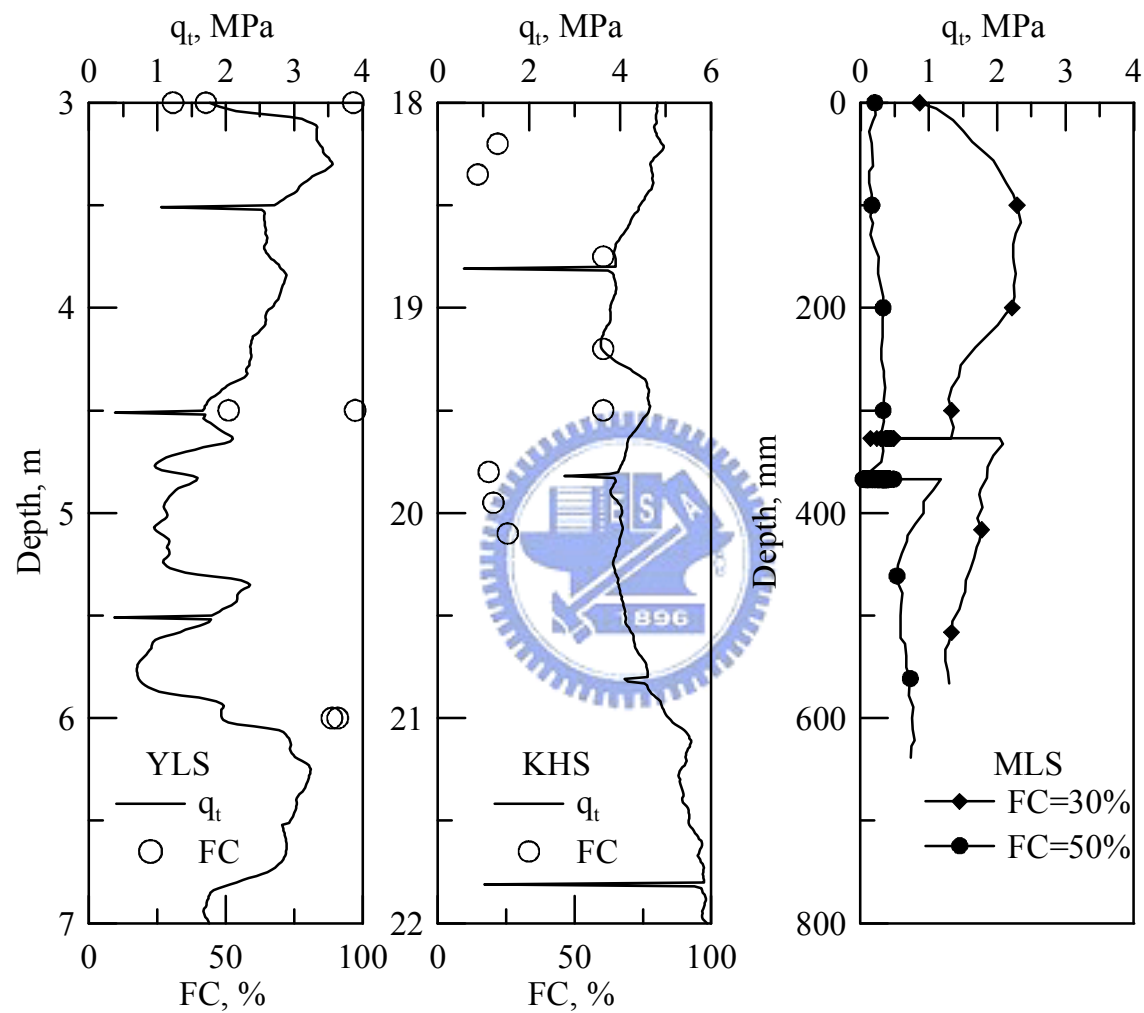 qt, MPa
0 1 2 3 4
3
4
5
6
7
Depth, m
YLS
qt
FC
0 50 100
FC, %
qt, MPa
0 2 4 6
18
19
20
21
22
KHS
qt
FC
0 50 100
FC, %
E S A
1896
qt, MPa
0 1 2 3 4
0
200
400
600
800
Depth, mm
MLS
FC=30%
FC=50%